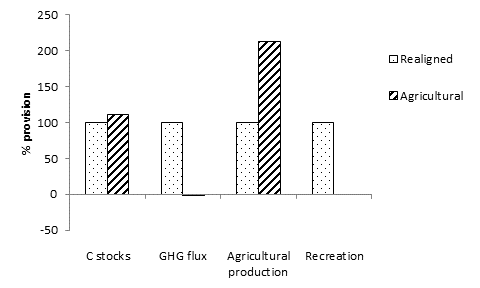 250
200
150
100
50
0
-50
% provision
Realigned
Agricultural
C stocks
GHG flux
Agricultural
production
Recreation